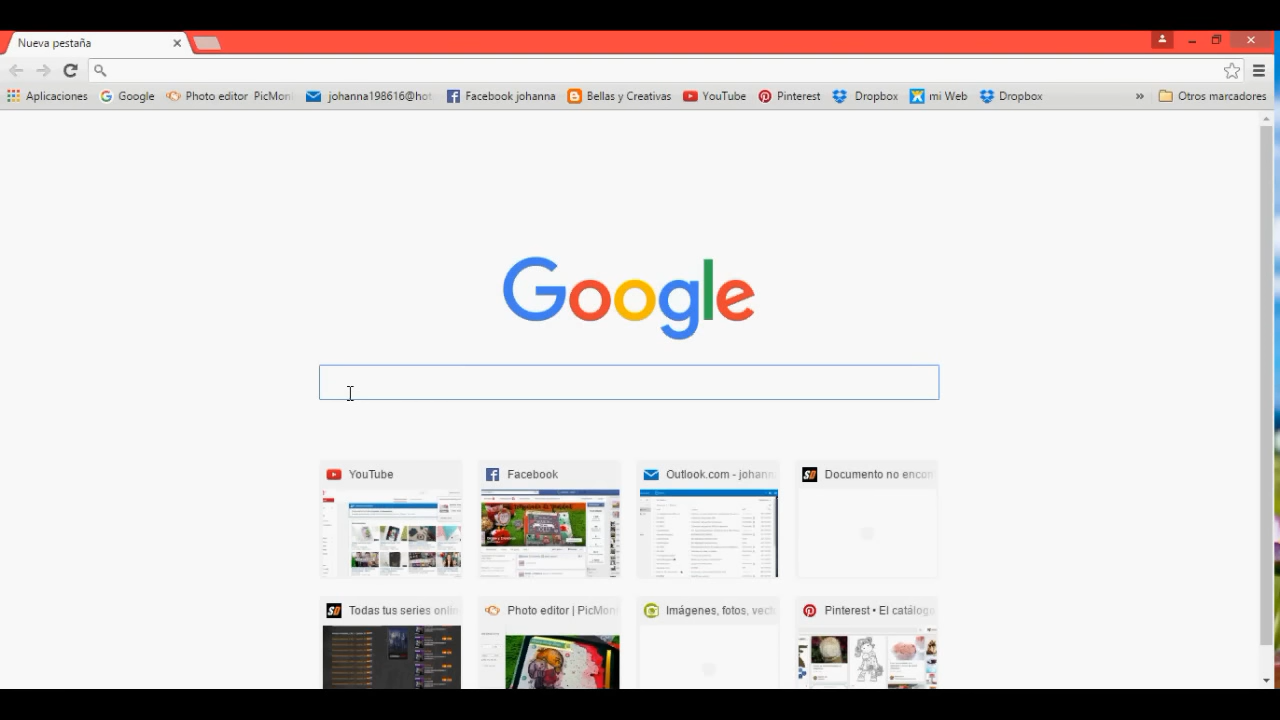 Nueva pestaña
Aplicaciones Google Photo editor PicMon johanna198616@hot Facebook johanna Bellas y Creativas YouTube Pinterest Dropbox mi Web Dropbox » Otros marcadores
Google
YouTube Facebook Outlook.com - johann Documento no encon
Todas tus series onlin Photo editor | PicMon Imágenes, fotos, vect Pinterest • El catálogo